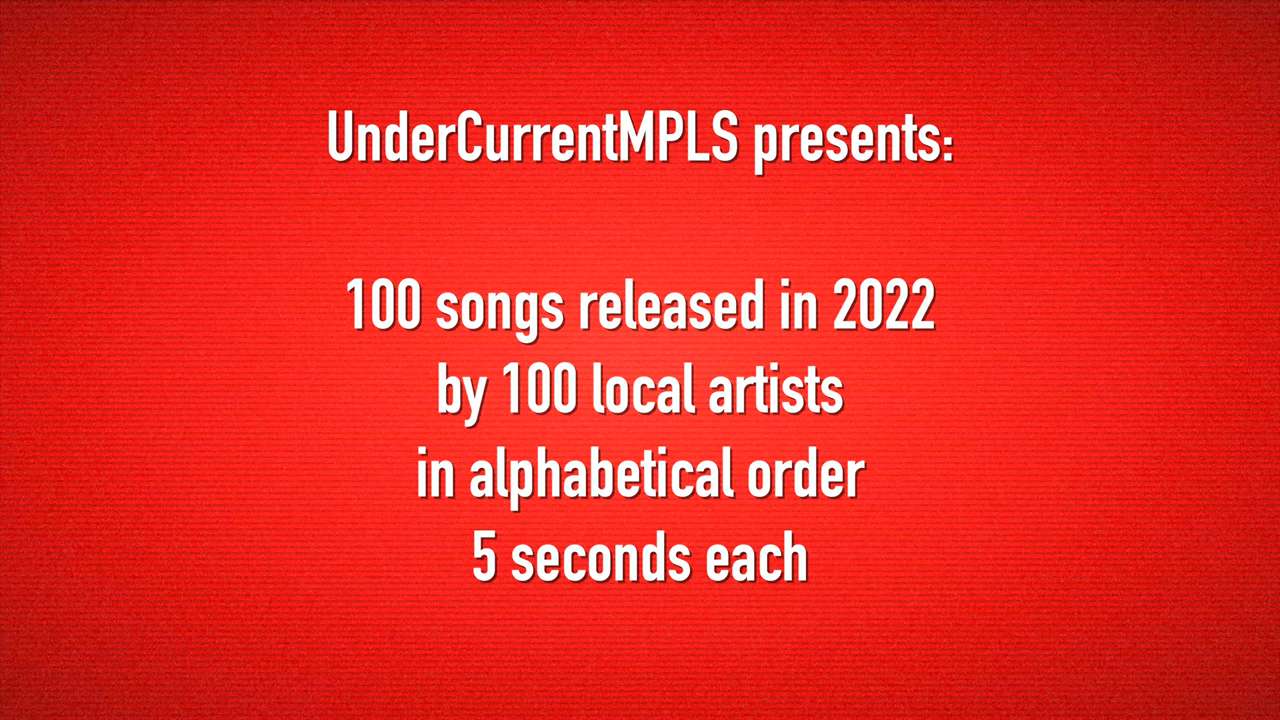 UnderCurrentMPLS presents:
100 songs released in 2022
by 100 local artists
in alphabetical order
5 seconds each